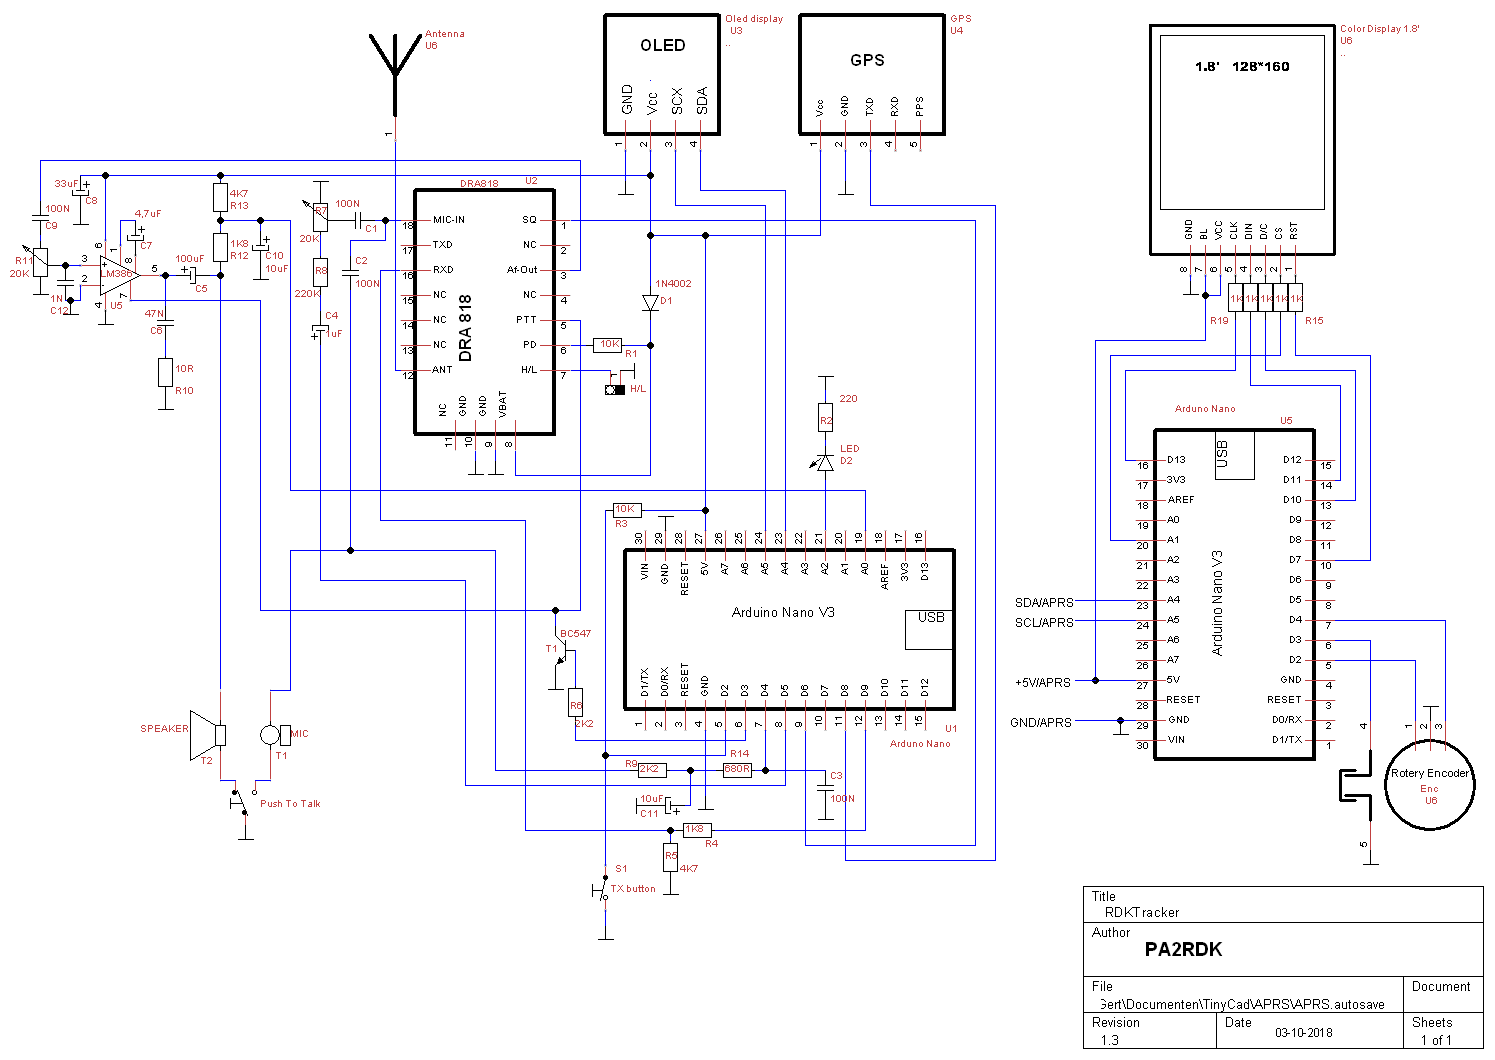 Antenna
U6
Oled display
U3
..
OLED
GND
Vcc
SCX
SDA
1
2
3
4
GPS
U4
GPS
Vcc
GND
TXD
RXD
PPS
1
2
3
4
5
Color Display 1.8'
U6
..
1.8' 128*160
GND
BL
VCC
CLK
DIN
D/C
CS
RST
8
7
6
5
4
3
2
1
1K
1K
1K
1K
1K
R19
R15
1
33uF
C8
100N
C9
4,7uF
C7
4K7
R13
1K8
R12
C10
10uF
R11
20K
1N
C12
LM386
U5
3
2
6
1
8
5
7
4
100uF
C5
47N
C6
10R
R10
R7
20K
100N
C1
R8
220K
C2
100N
C4
1uF
DRA818
U2
DRA 818
MIC-IN
TXD
RXD
NC
NC
NC
ANT
18
17
16
15
14
13
12
SQ
NC
Af-Out
NC
PTT
PD
H/L
1
2
3
4
5
6
7
NC
GND
GND
VBAT
11
10
9
8
1N4002
D1
10K
R1
H/L
220
R2
LED
D2
10K
R3
30
29
28
27
26
25
24
23
22
21
20
19
18
17
16
VIN
GND
RESET
5V
A7
A6
A5
A4
A3
A2
A1
A0
AREF
3V3
D13
Arduino Nano V3
USB
D1/TX
D0/RX
RESET
GND
D2
D3
D4
D5
D6
D7
D8
D9
D10
D11
D12
1
2
3
4
5
6
7
8
9
10
11
12
13
14
15
U1
Arduino Nano
BC547
T1
R6
2K2
R9
2K2
R14
680R
C3
100N
10uF
C11
1K8
R4
R5
4K7
S1
TX button
SPEAKER
T2
MIC
T1
Push To Talk
Arduno Nano
U5
USB
Arduino Nano V3
D13
3V3
AREF
A0
A1
A2
A3
A4
A5
A6
A7
5V
RESET
GND
VIN
16
17
18
19
20
21
22
23
24
25
26
27
28
29
30
D12
D11
D10
D9
D8
D7
D6
D5
D4
D3
D2
GND
RESET
D0/RX
D1/TX
15
14
13
12
11
10
9
8
7
6
5
4
3
2
1
SDA/APRS
SCL/APRS
+5V/APRS
GND/APRS
1
2
3
4
5
Rotery Encoder
Enc
U6
Title
RDKTracker
Author
PA2RDK
File
Gert\Documenten\TinyCad\APRS\APRS.autosave
Document
Revision
1.3
Date
03-10-2018
Sheets
1 of 1